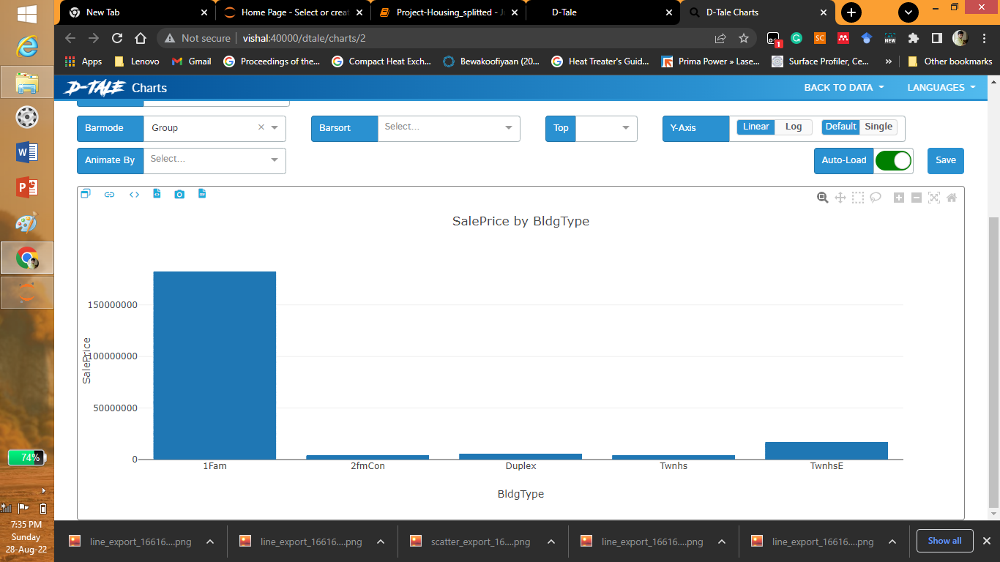 New Tab
Home Page - Select or creat
Project-Housing_splitted - Ju
D-Tale
D-Tale Charts
Not secure | vishal:40000/dtale/charts/2
SC
1
NEW
Apps
Lenovo
Gmail
Proceedings of the...
Compact Heat Exch...
Bewakoofiyaan (20...
Heat Treater's Guid...
Prima Power » Lase...
Surface Profiler, Ce...
»
Other bookmarks
D-TALE Charts
BACK TO DATA
LANGUAGES
Barmode
Group
Barsort
Select...
Top
Y-Axis
Linear
Log
Default
Single
Animate By
Select...
Auto-Load
Save
SalePrice by BldgType
150000000
100000000
50000000
0
SalePrice
1Fam
2fmCon
Duplex
Twnhs
TwnhsE
BldgType
74%
7:35 PM
Sunday
28-Aug-22
line_export_16616....png
line_export_16616....png
scatter_export_16....png
line_export_16616....png
line_export_16616....png
Show all